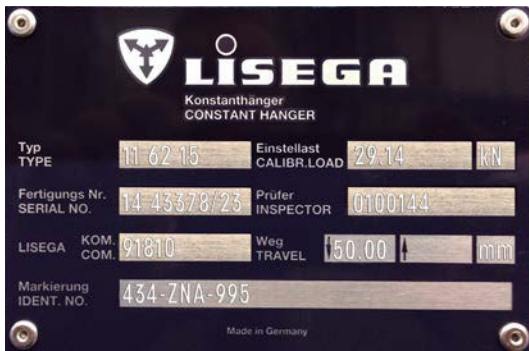 LISEGA
Konstanthänger
CONSTANT HANGER
Typ
TYPE
11 62 15
Einstellast
CALIBR.LOAD
29.14
kN
Fertigungs Nr.
SERIAL NO.
14 43378/23
Prüfer
INSPECTOR
0100144
LISEGA
KOM.
COM.
91810
Weg
TRAVEL
↓50.00
↑
mm
Markierung
IDENT. NO.
434-ZNA-995
Made in Germany